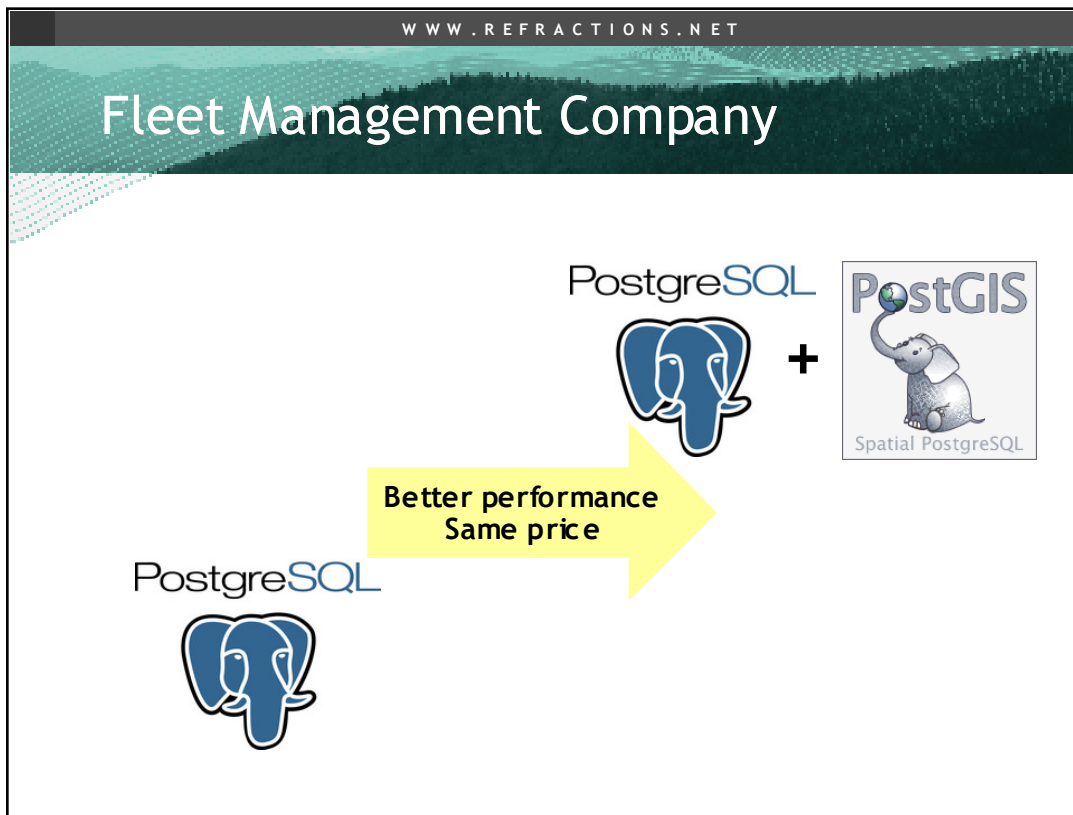 WWW.REFRACTIONS.NET
Fleet Management Company
PostgreSQL
+
PostGIS
Spatial PostgreSQL
Better performance
Same price
PostgreSQL